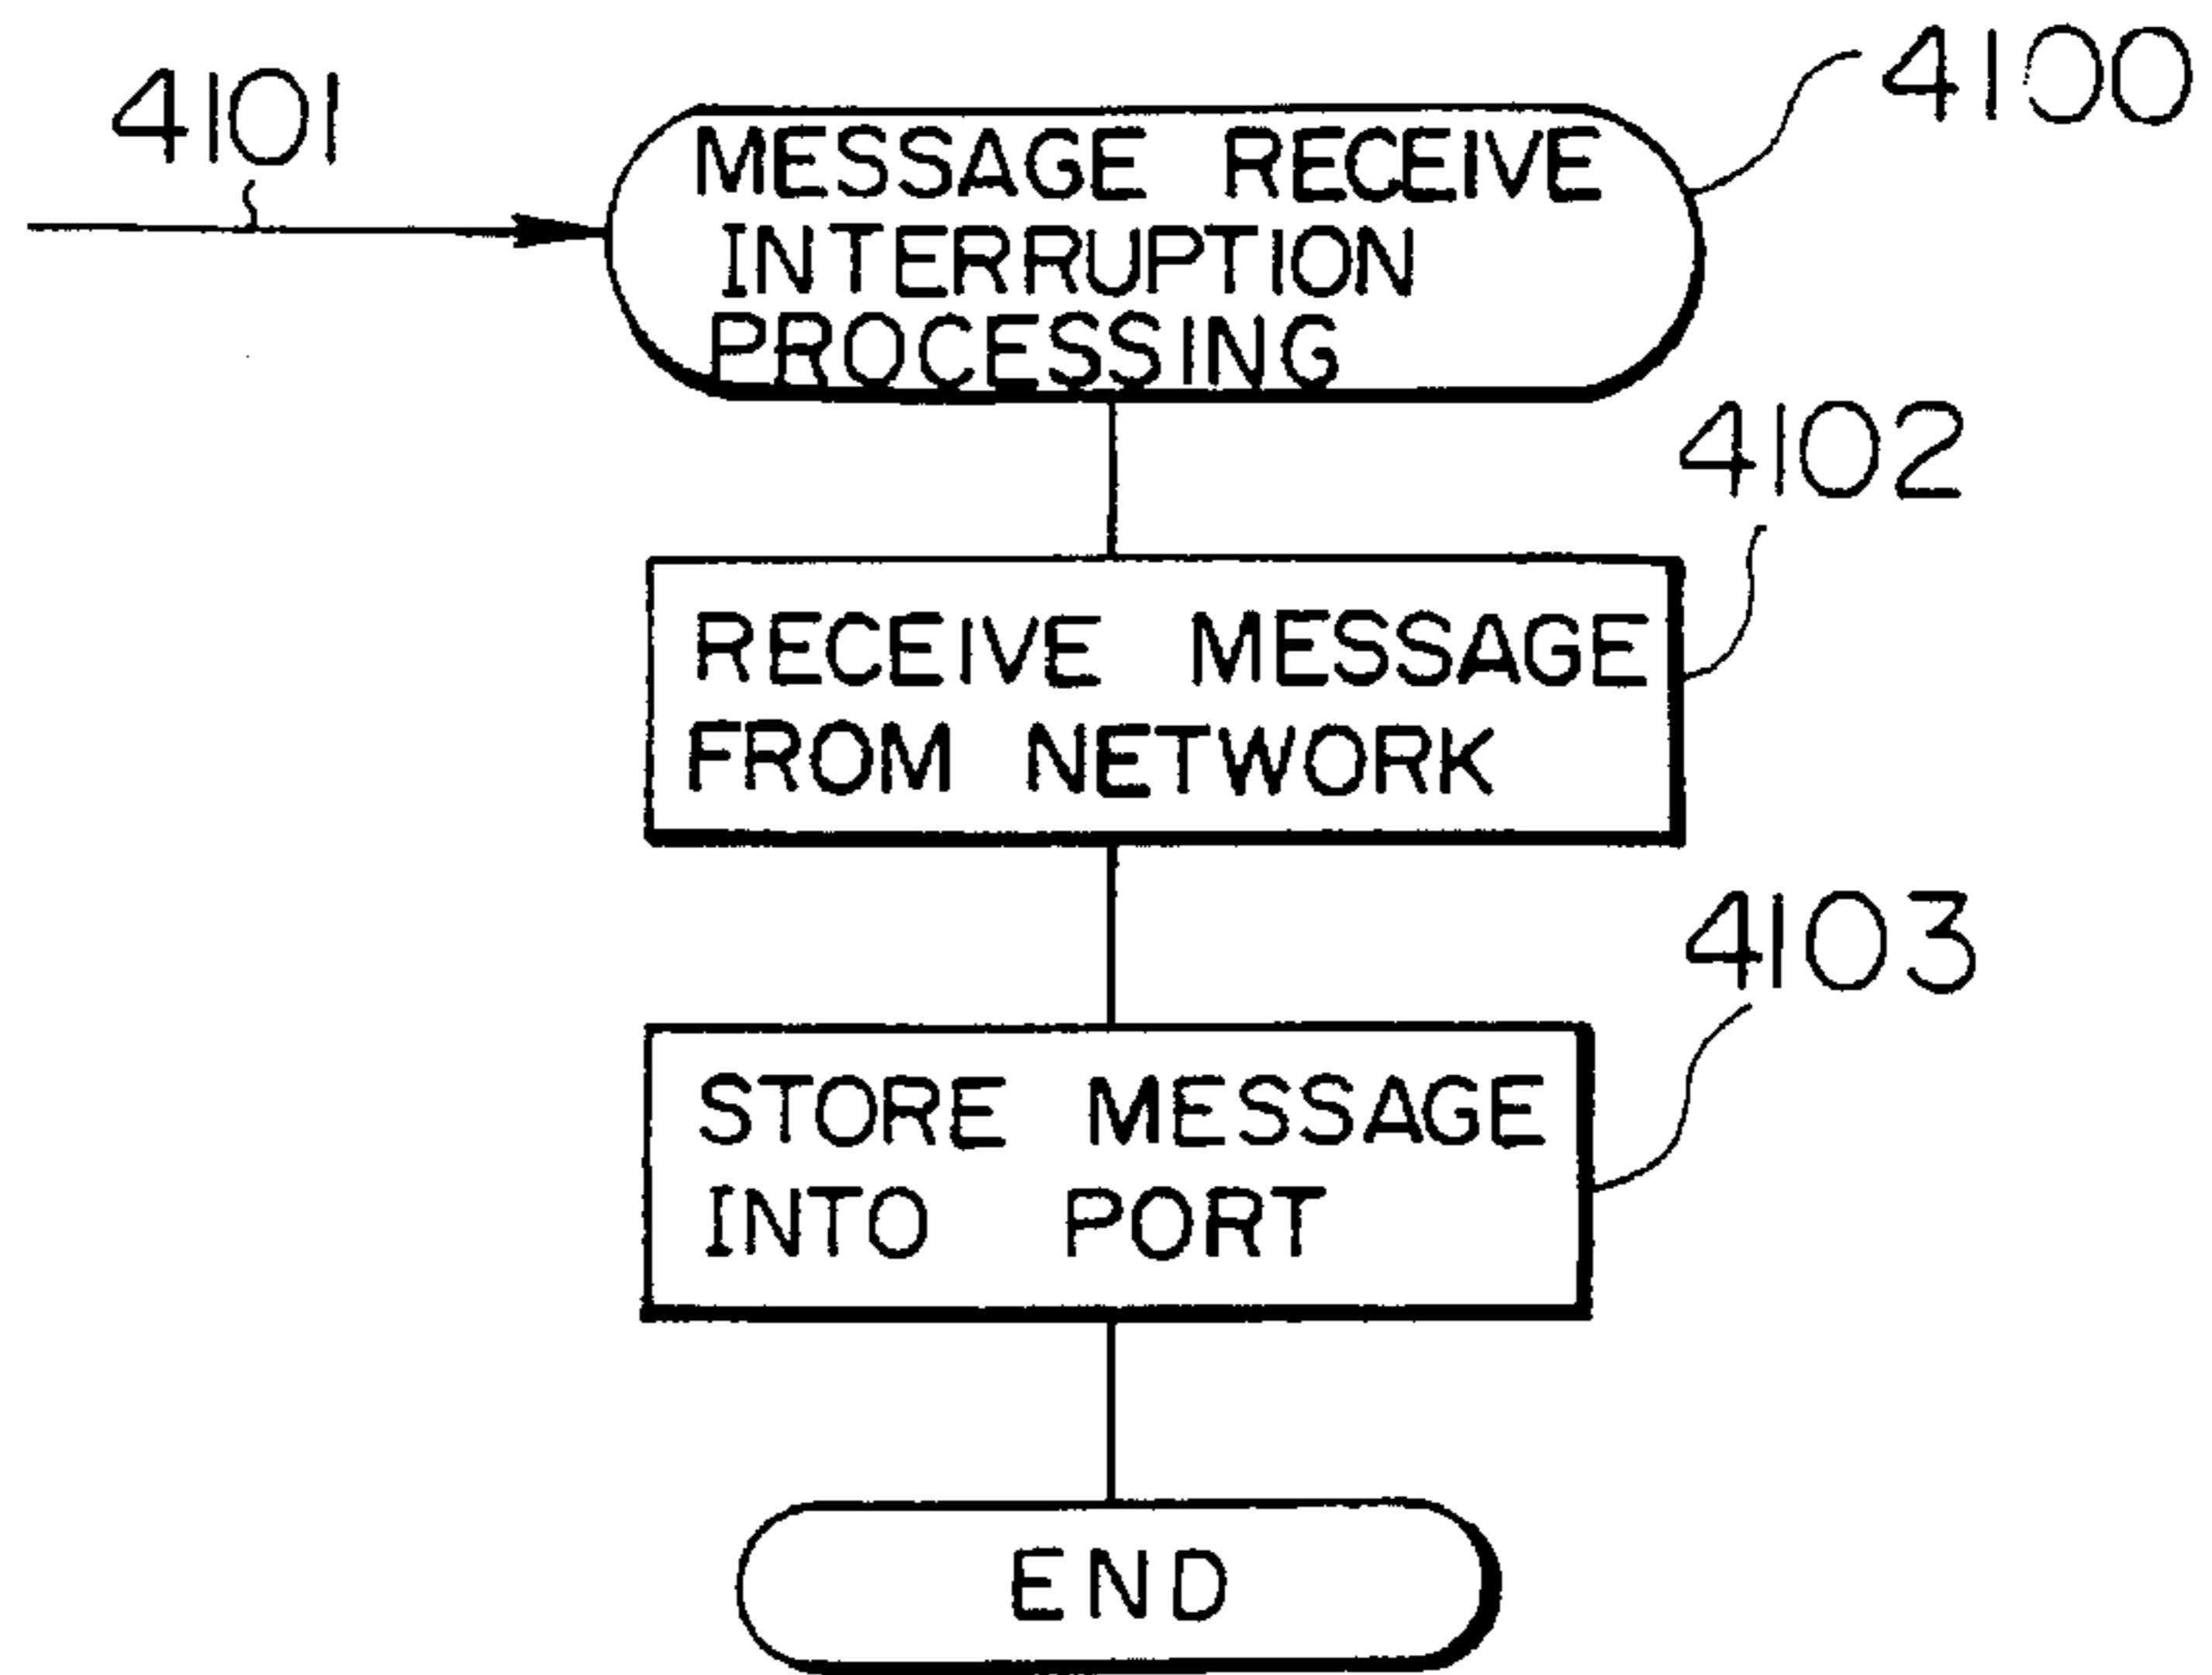 4100
4101
MESSAGE RECEIVE
INTERRUPTION
PROCESSING
4102
RECEIVE MESSAGE
FROM NETWORK
4103
STORE MESSAGE
INTO PORT
END